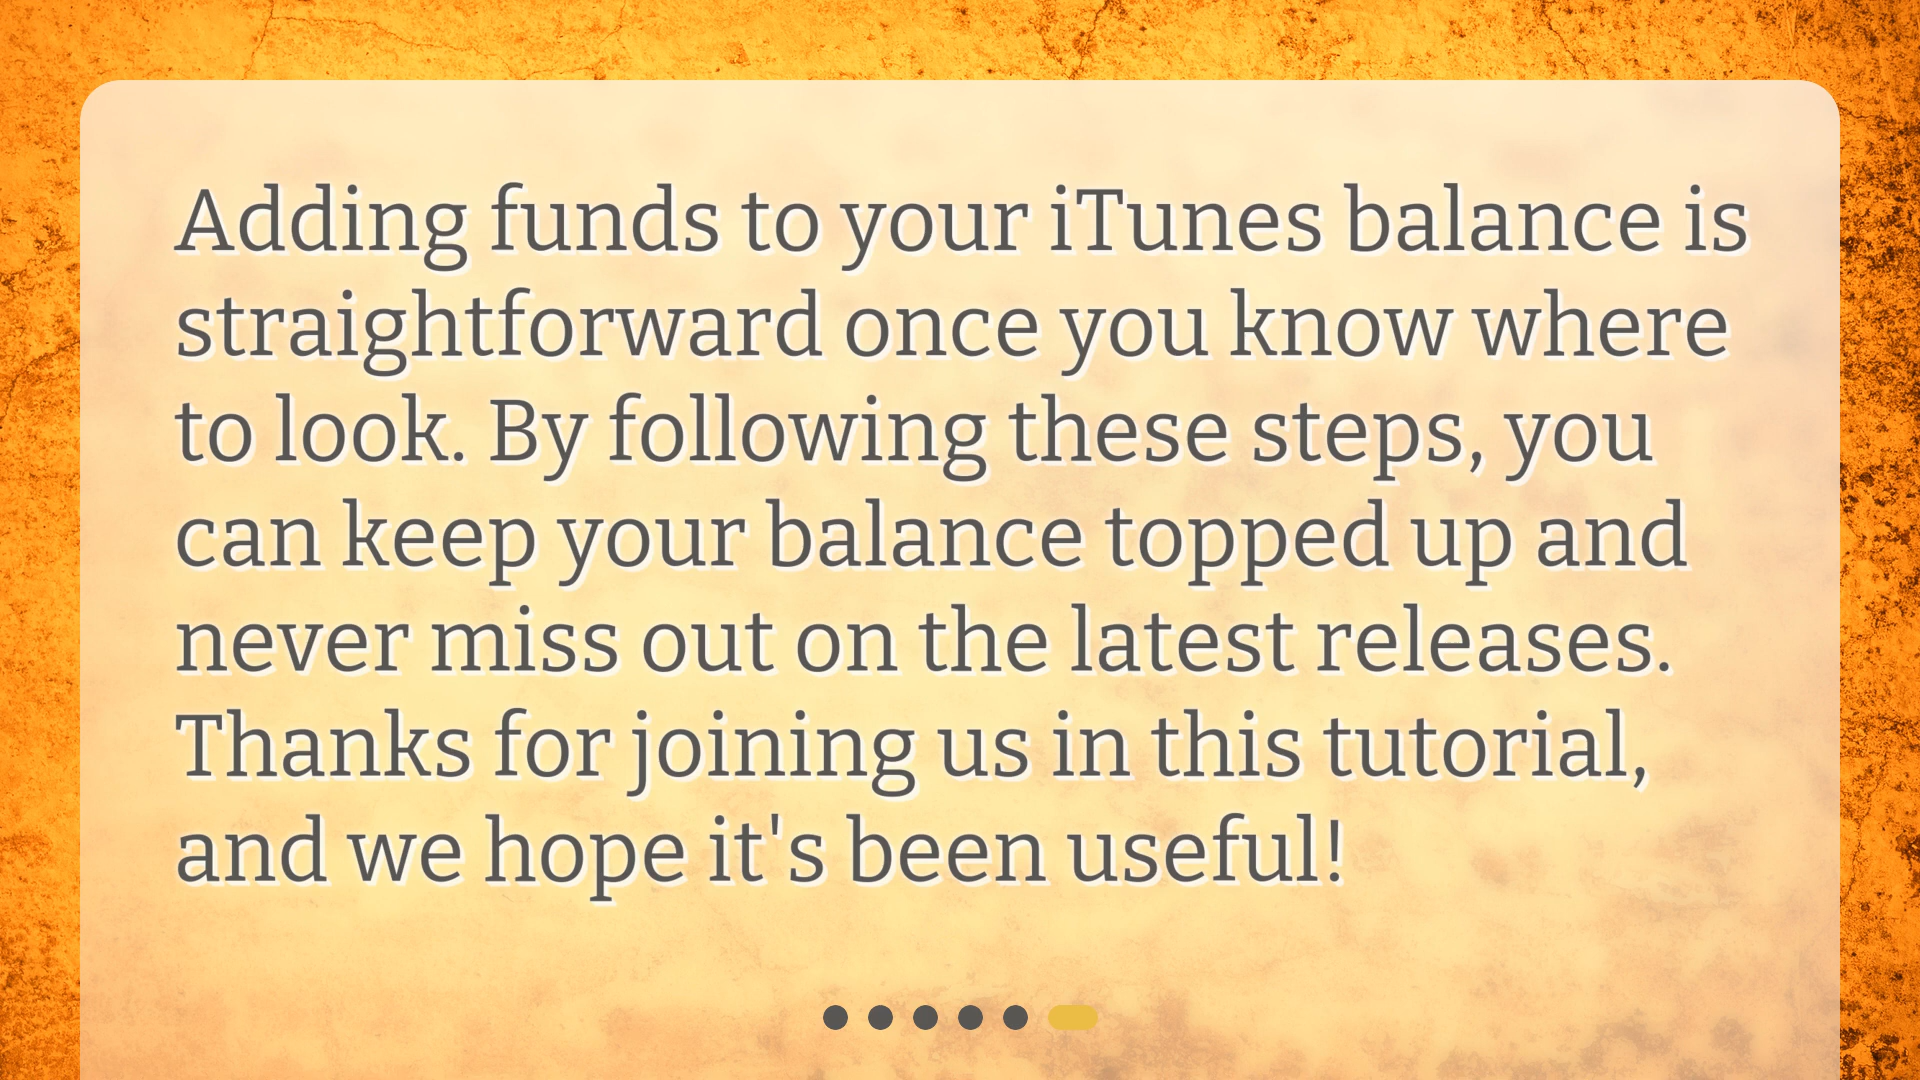 Adding funds to your iTunes balance is
straightforward once you know where
to look. By following these steps, you
can keep your balance topped up and
never miss out on the latest releases.
Thanks for joining us in this tutorial,
and we hope it's been useful!